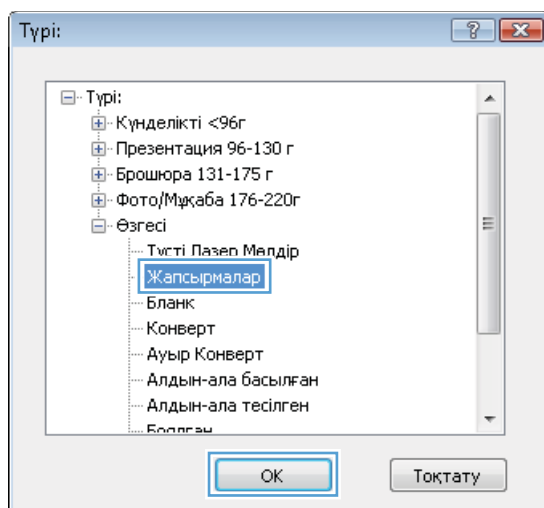 Түрі:
Түрі:
Күнделікті <96г
Презентация 96-130 г
Брошюра 131-175 г
Фото/Мұқаба 176-220г
Өзгесі
Түсті Лазер Мөлдір
Жапсырмалар
Бланк
Конверт
Ауыр Конверт
Алдын-ала басылған
Алдын-ала тесілген
Боялған
OK
Тоқтату